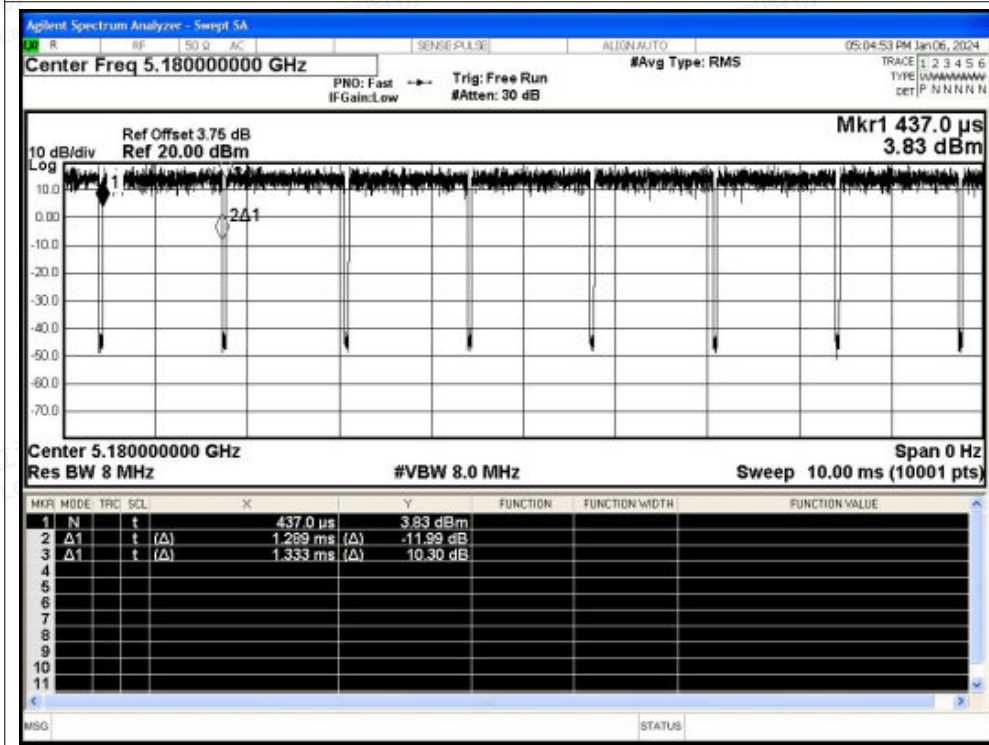 Agilent Spectrum Analyzer - Swept SA
R RF 50 Ω AC SENSE:PULSE ALIGN AUTO 05:04:53 PM Jan 06, 2024
Center Freq 5.180000000 GHz #Avg Type: RMS TRACE 1 2 3 4 5 6
PNO: Fast Trig: Free Run TYPE WWWWWW
IFGain:Low #Atten: 30 dB DET P N N N N N
Mkr1 437.0 µs
Ref Offset 3.75 dB
10 dB/div Ref 20.00 dBm 3.83 dBm
Log
10.0
1
0.00
2Δ1
-10.0
-20.0
-30.0
-40.0
-50.0
-60.0
-70.0
Center 5.180000000 GHz Span 0 Hz
Res BW 8 MHz #VBW 8.0 MHz Sweep 10.00 ms (10001 pts)
MKR MODE TRC SCL X Y FUNCTION FUNCTION WIDTH FUNCTION VALUE
1 N t 437.0 µs 3.83 dBm
2 Δ1 t (Δ) 1.289 ms (Δ) -11.99 dB
3 Δ1 t (Δ) 1.333 ms (Δ) 10.30 dB
4
5
6
7
8
9
10
11
MSG STATUS